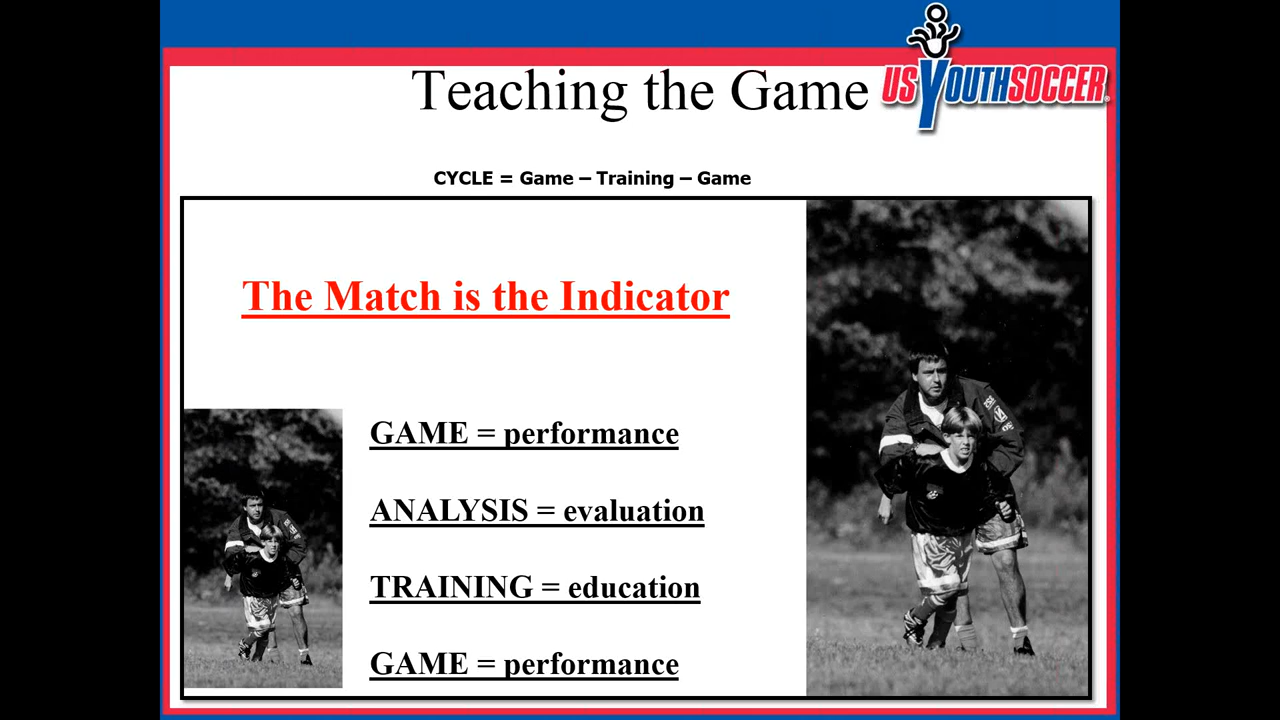 Teaching the Game
US YOUTH SOCCER®
CYCLE = Game – Training – Game
The Match is the Indicator
GAME = performance
ANALYSIS = evaluation
TRAINING = education
GAME = performance